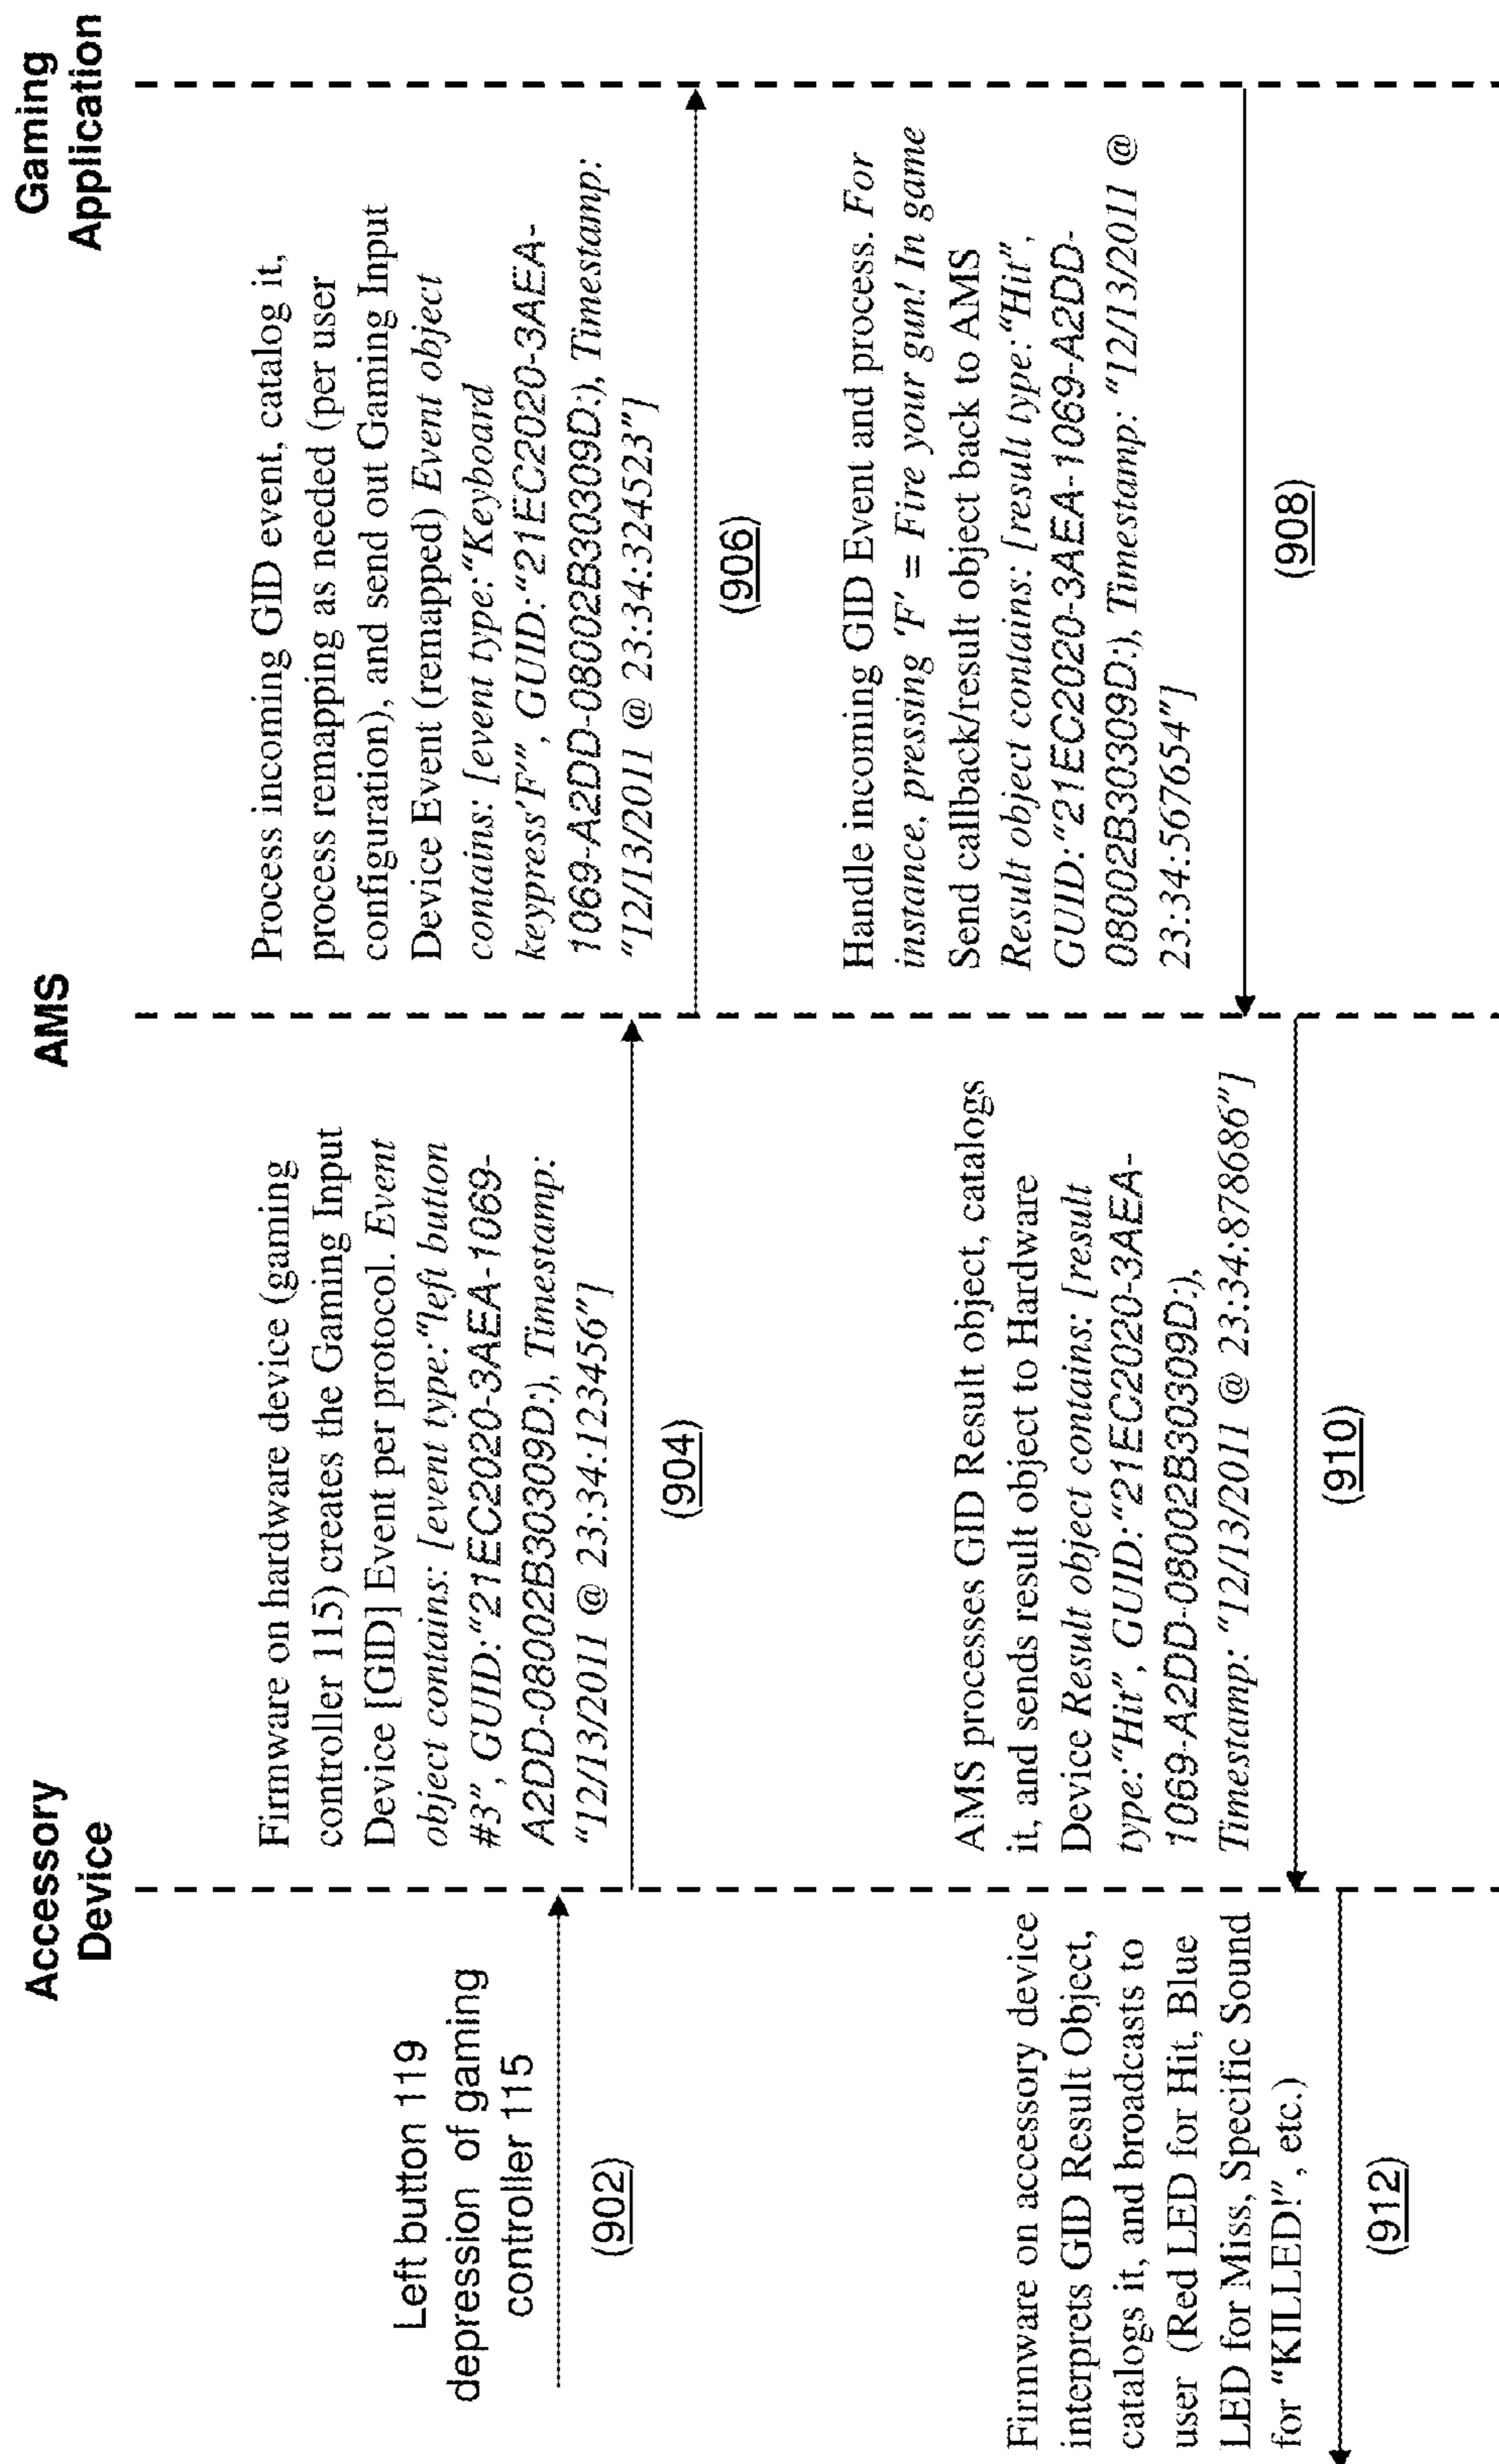 Accessory
Device
AMS
Gaming
Application
Left button 119
depression of gaming
controller 115
(902)
Firmware on hardware device (gaming
controller 115) creates the Gaming Input
Device [GID] Event per protocol. Event
object contains: [event type:“left button
#3”, GUID:“21EC2020-3AEA-1069-
A2DD-08002B30309D:), Timestamp:
“12/13/2011 @ 23:34:123456”]
(904)
Process incoming GID event, catalog it,
process remapping as needed (per user
configuration), and send out Gaming Input
Device Event (remapped) Event object
contains: [event type:“Keyboard
keypress‘F’”, GUID:“21EC2020-3AEA-
1069-A2DD-08002B30309D:), Timestamp:
“12/13/2011 @ 23:34:324523”]
(906)
Handle incoming GID Event and process. For
instance, pressing ‘F’ = Fire your gun! In game
Send callback/result object back to AMS
Result object contains: [result type:“Hit”,
GUID:“21EC2020-3AEA-1069-A2DD-
08002B30309D:), Timestamp: “12/13/2011 @
23:34:567654”]
(908)
AMS processes GID Result object, catalogs
it, and sends result object to Hardware
Device Result object contains: [result
type:“Hit”, GUID:“21EC2020-3AEA-
1069-A2DD-08002B30309D:),
Timestamp: “12/13/2011 @ 23:34:878686”]
(910)
Firmware on accessory device
interprets GID Result Object,
catalogs it, and broadcasts to
user (Red LED for Hit, Blue
LED for Miss, Specific Sound
for “KILLED!”, etc.)
(912)